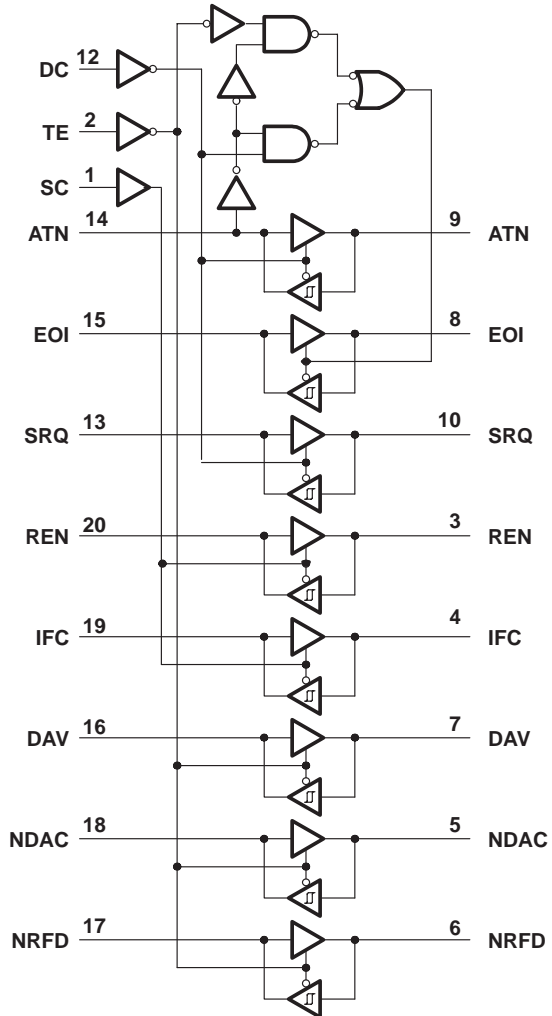 DC 12
TE 2
SC 1
ATN 14 9 ATN
EOI 15 8 EOI
SRQ 13 10 SRQ
REN 20 3 REN
IFC 19 4 IFC
DAV 16 7 DAV
NDAC 18 5 NDAC
NRFD 17 6 NRFD